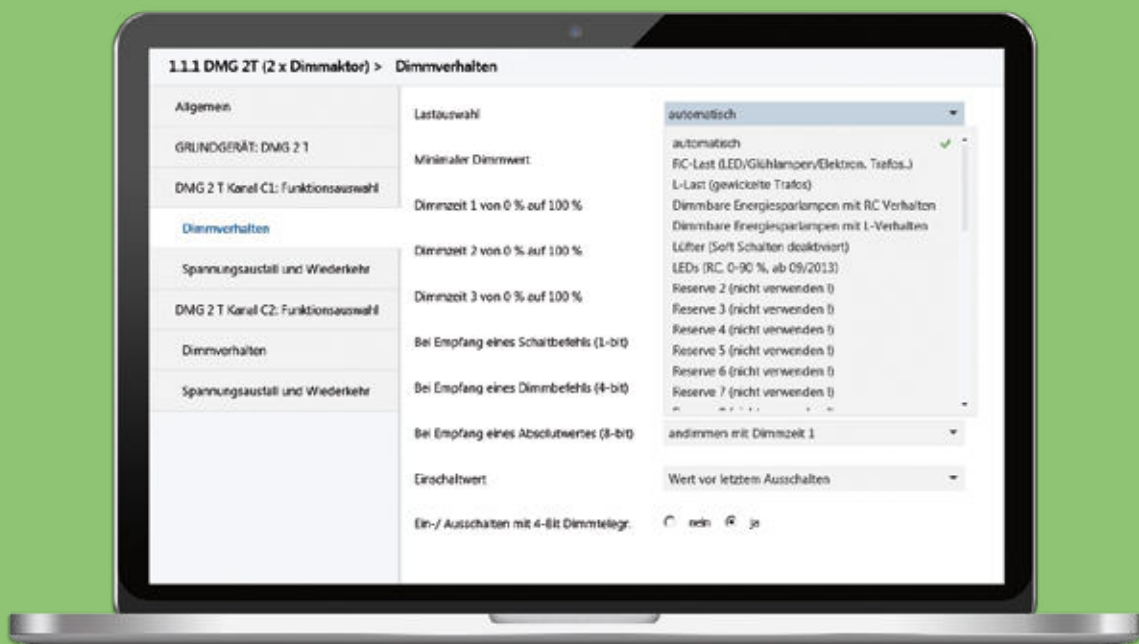 1.1.1 DMG 2T (2 x Dimmaktor) > Dimmverhalten
Allgemein
GRUNDGERÄT: DMG 2 T
DMG 2 T Kanal C1: Funktionsauswahl
Dimmverhalten
Spannungsausfall und Wiederkehr
DMG 2 T Kanal C2: Funktionsauswahl
Dimmverhalten
Spannungsausfall und Wiederkehr
Lastauswahl
automatisch
automatisch
RC-Last (LED/Glühlampen/Elektron. Trafos..)
L-Last (gewickelte Trafos)
Dimmbare Energiesparlampen mit RC Verhalten
Dimmbare Energiesparlampen mit L-Verhalten
Lüfter (Soft Schalten deaktiviert)
LEDs (RC, 0-90 %, ab 09/2013)
Reserve 2 (nicht verwenden !)
Reserve 3 (nicht verwenden !)
Reserve 4 (nicht verwenden !)
Reserve 5 (nicht verwenden !)
Reserve 6 (nicht verwenden !)
Reserve 7 (nicht verwenden !)
Minimaler Dimmwert
Dimmzeit 1 von 0 % auf 100 %
Dimmzeit 2 von 0 % auf 100 %
Dimmzeit 3 von 0 % auf 100 %
Bei Empfang eines Schaltbefehls (1-bit)
Bei Empfang eines Dimmbefehls (4-bit)
Bei Empfang eines Absolutwertes (8-bit) andimmen mit Dimmzeit 1
Einschaltwert Wert vor letztem Ausschalten
Ein-/ Ausschalten mit 4-Bit Dimmtelegr. nein ja